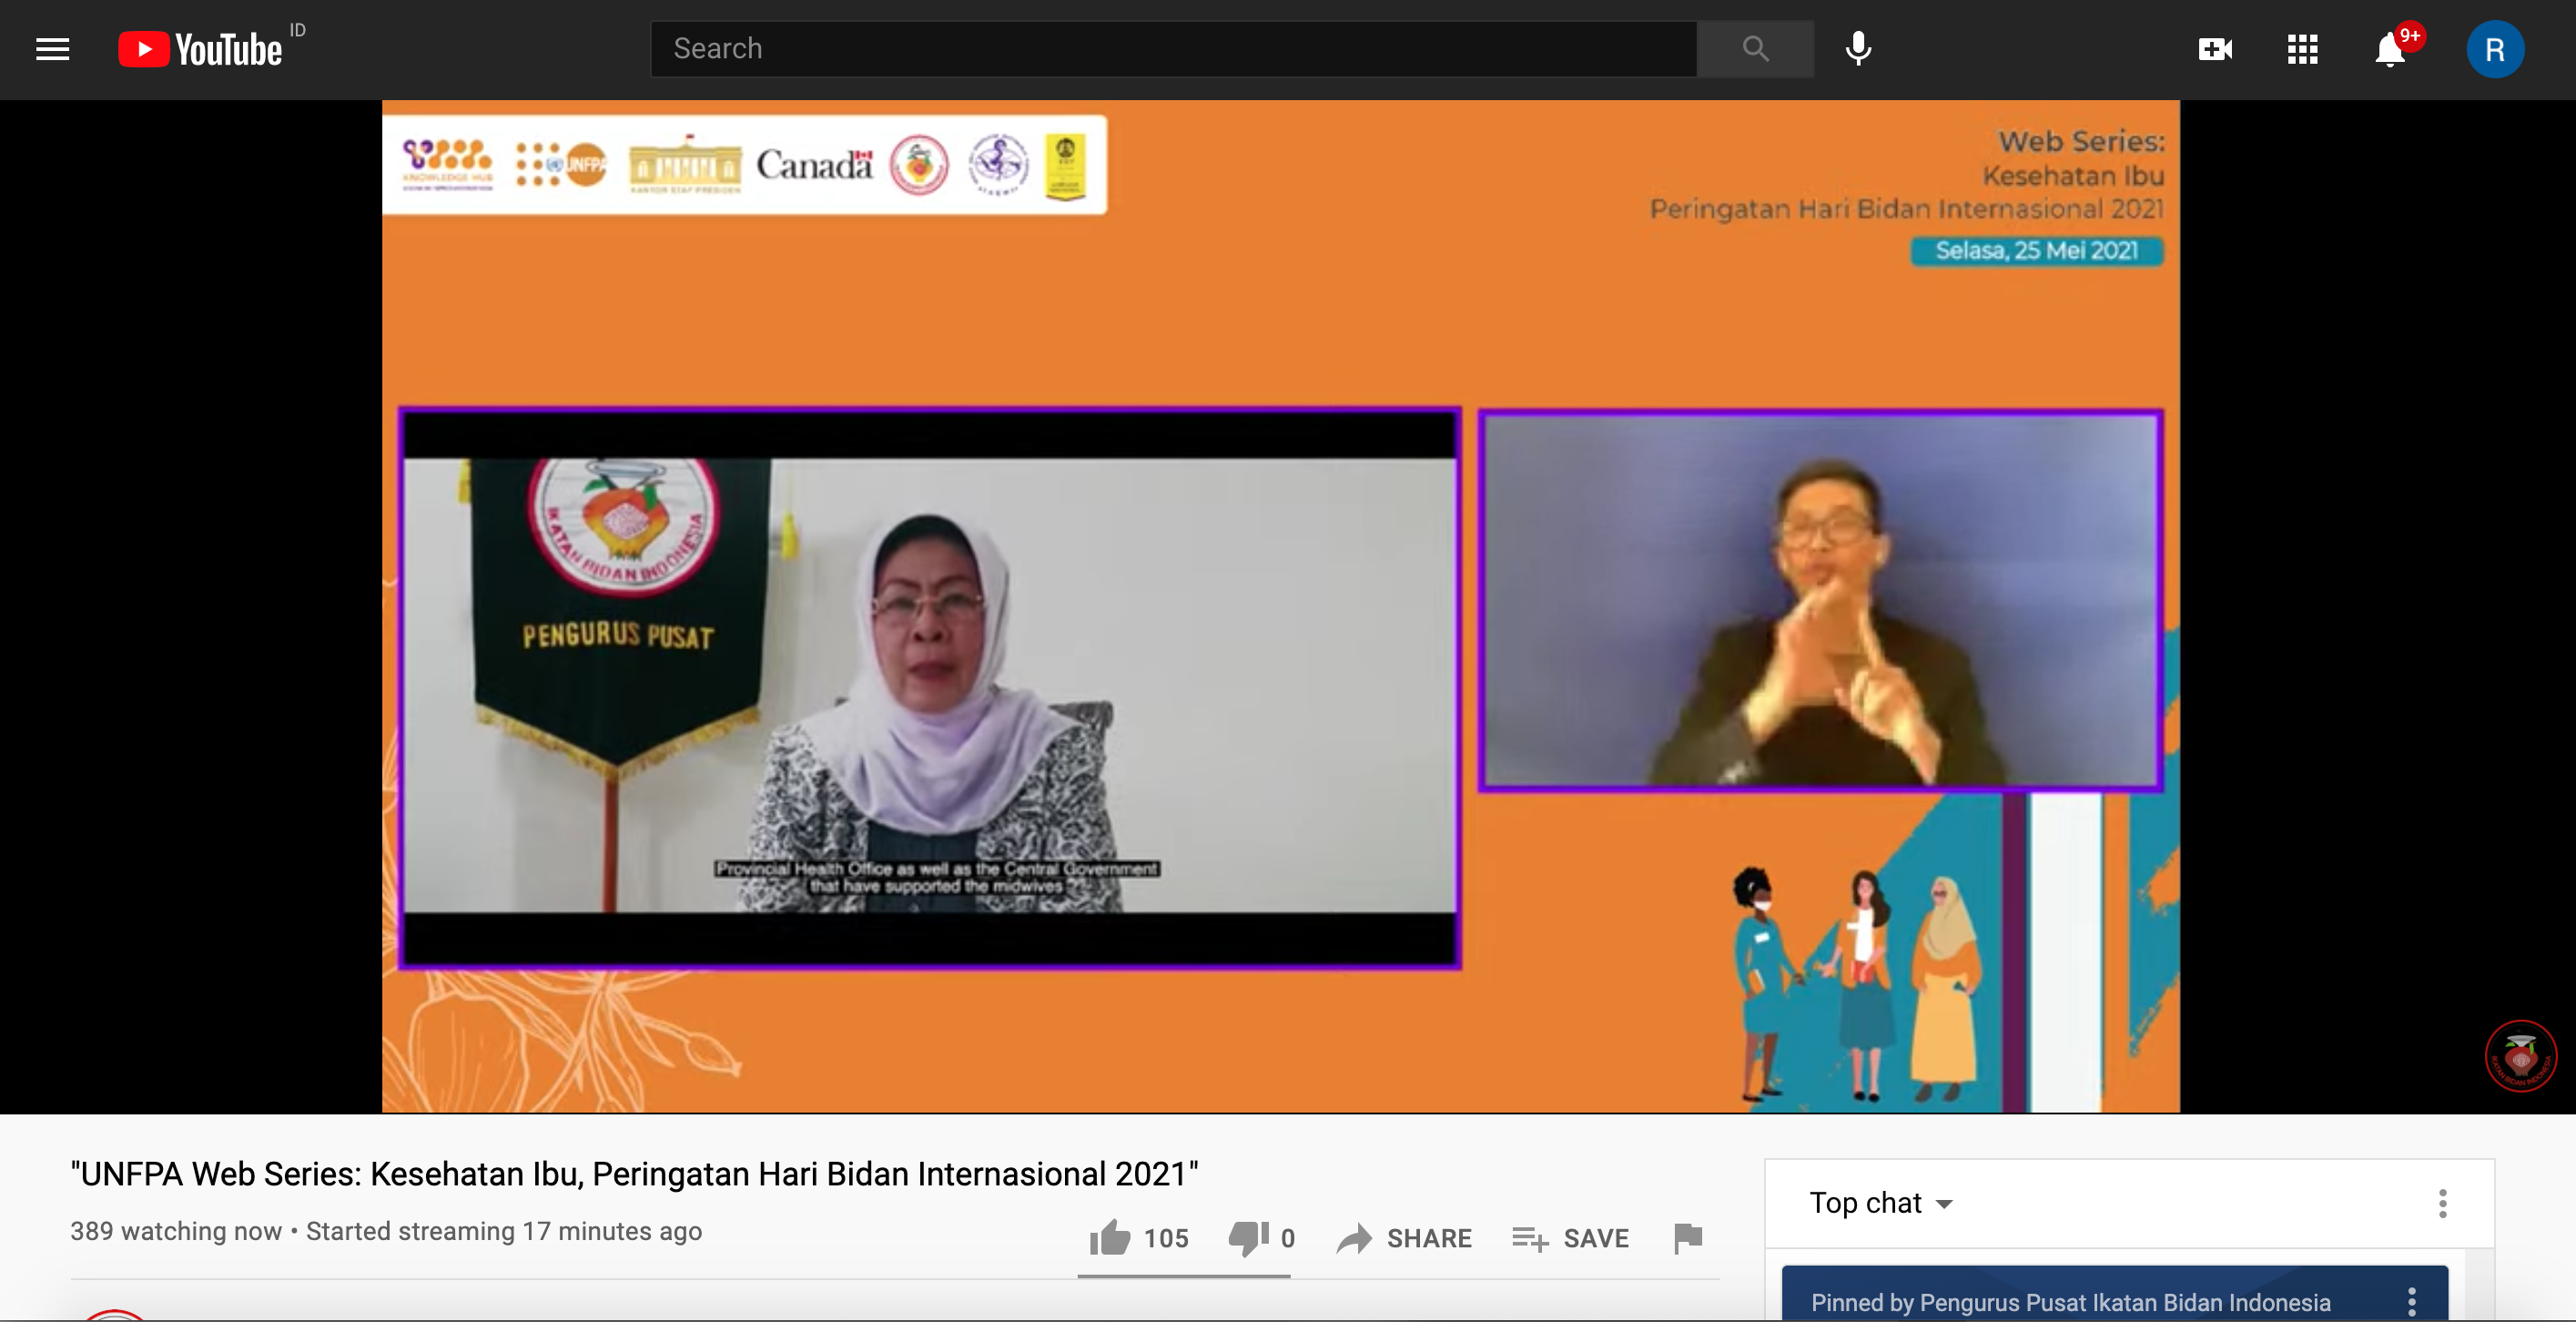 YouTube ID
Search
9+
R
KNOWLEDGE HUB
UNFPA
KANTOR STAF PRESIDEN
Canada
Web Series:
Kesehatan Ibu
Peringatan Hari Bidan Internasional 2021
Selasa, 25 Mei 2021
IKATAN BIDAN INDONESIA
PENGURUS PUSAT
Provincial Health Office as well as the Central Government
that have supported the midwives
IKATAN BIDAN INDONESIA
"UNFPA Web Series: Kesehatan Ibu, Peringatan Hari Bidan Internasional 2021"
389 watching now • Started streaming 17 minutes ago
105
0
SHARE
SAVE
Top chat
Pinned by Pengurus Pusat Ikatan Bidan Indonesia